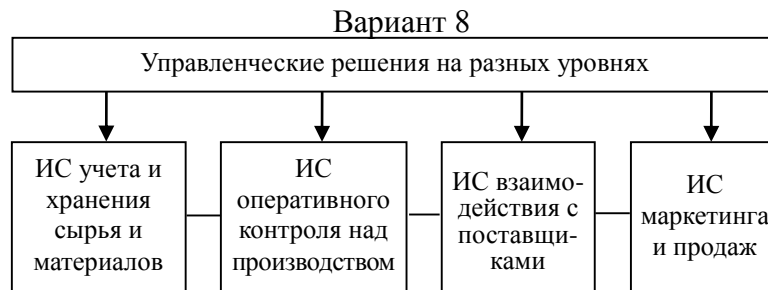 Вариант 8
Управленческие решения на разных уровнях
ИС учета и
хранения
сырья и
материалов
ИС
оперативного
контроля над
производством
ИС взаимо-
действия с
поставщи-
ками
ИС
маркетинга
и продаж